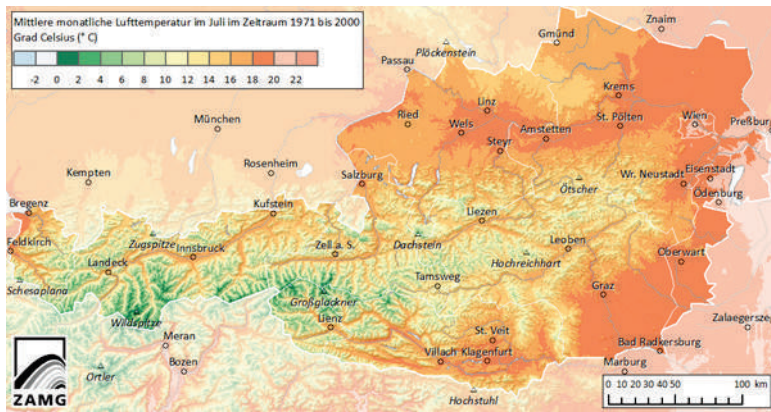 Mittlere monatliche Lufttemperatur im Juli im Zeitraum 1971 bis 2000
Grad Celsius (° C)
-2 0 2 4 6 8 10 12 14 16 18 20 22
Znaim
Gmünd
Plöckenstein
Passau
Krems
Linz
Ried
Wels
St. Pölten
Wien
Preßburg
Amstetten
München
Steyr
Rosenheim
Kempten
Salzburg
Ötscher
Wr. Neustadt
Eisenstadt
Ödenburg
Bregenz
Kufstein
Liezen
Feldkirch
Zugspitze
Innsbruck
Zell a. S.
Dachstein
Leoben
Hochreichhart
Oberwart
Landeck
Tamsweg
Graz
Schesaplana
Großglockner
Wildspitze
Lienz
St. Veit
Zalaegersze
Meran
Bad Radkersburg
Villach
Klagenfurt
Bozen
Marburg
Ortler
Hochstuhl
ZAMG
0 10 20 30 40 50 100 km